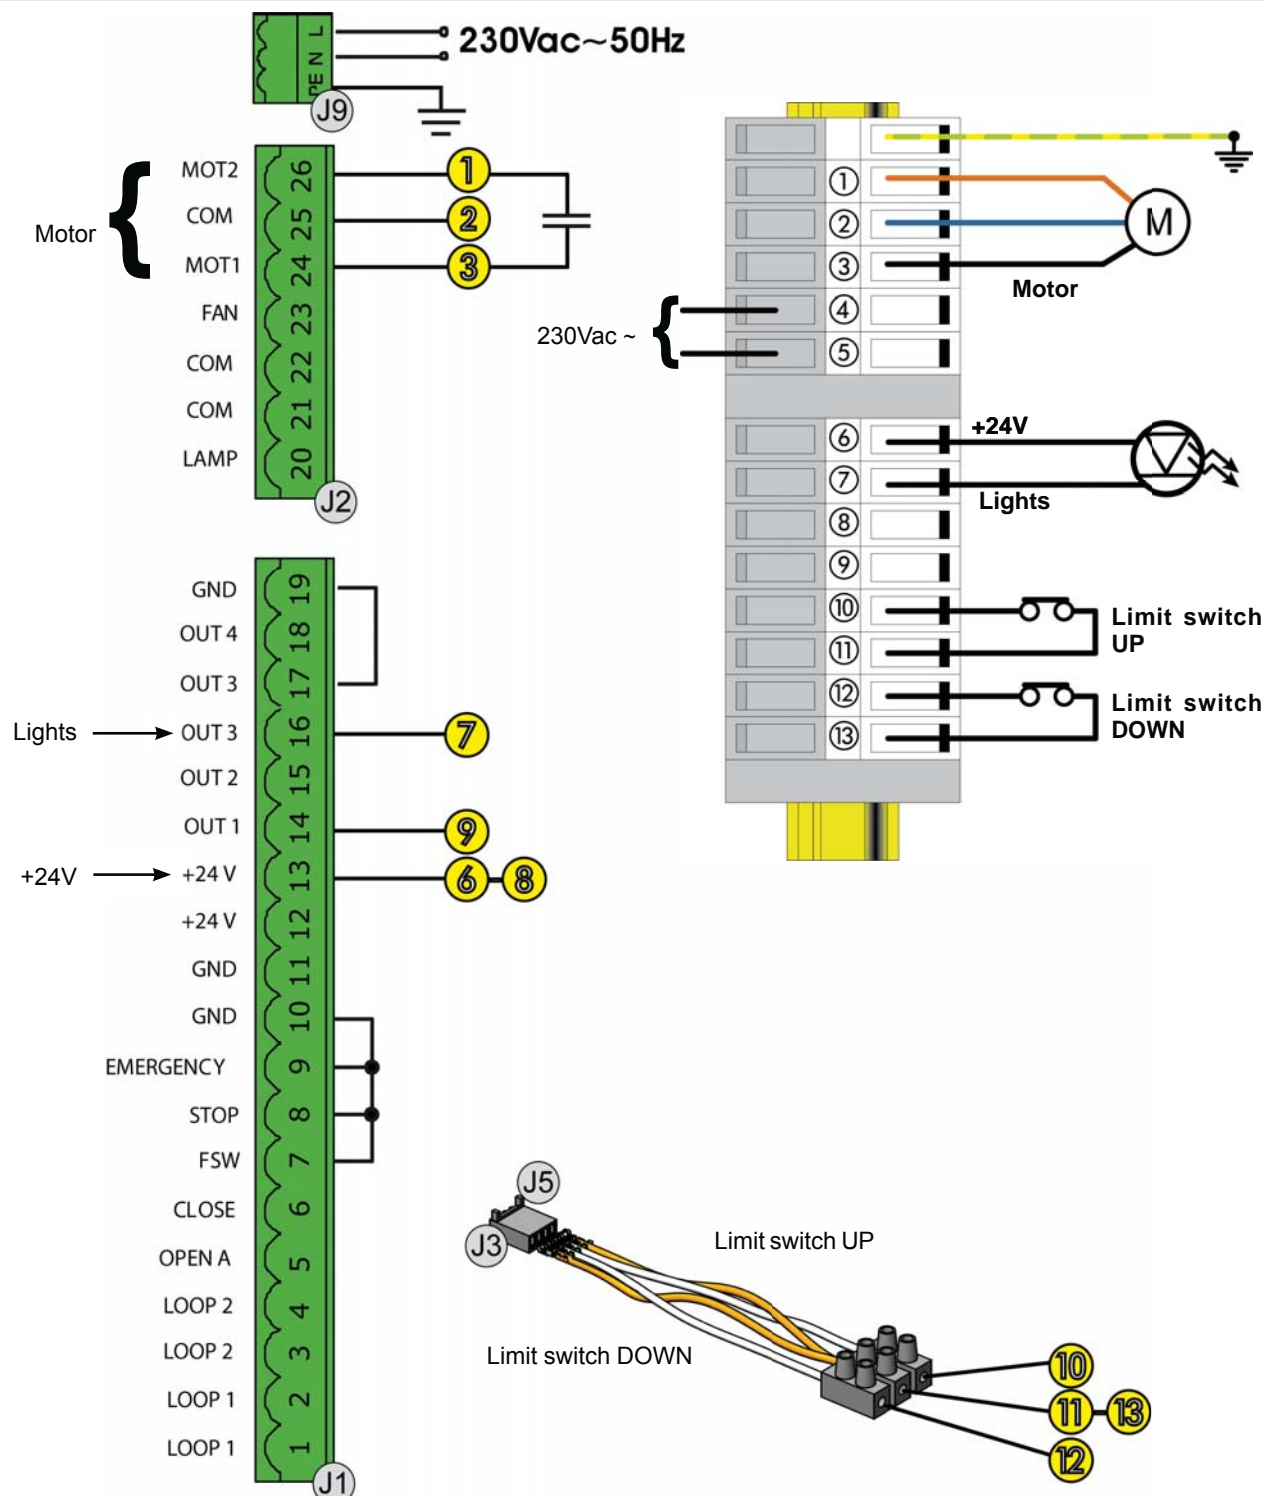 L
N
PE
230Vac~50Hz
J9
Motor
MOT2 26 1
COM 25 2
MOT1 24 3
FAN 23
COM 22
COM 21
LAMP 20
J2
GND 19
OUT 4 18
OUT 3 17
Lights OUT 3 16 7
OUT 2 15
OUT 1 14 9
+24V +24 V 13 6 8
+24 V 12
GND 11
GND 10
EMERGENCY 9
STOP 8
FSW 7
CLOSE 6
OPEN A 5
LOOP 2 4
LOOP 2 3
LOOP 1 2
LOOP 1 1
J1
1
2
M
3
Motor
230Vac ~
4
5
6
+24V
7
Lights
8
9
10
Limit switch
UP
11
12
Limit switch
DOWN
13
J5
J3
Limit switch UP
Limit switch DOWN
10
11 13
12